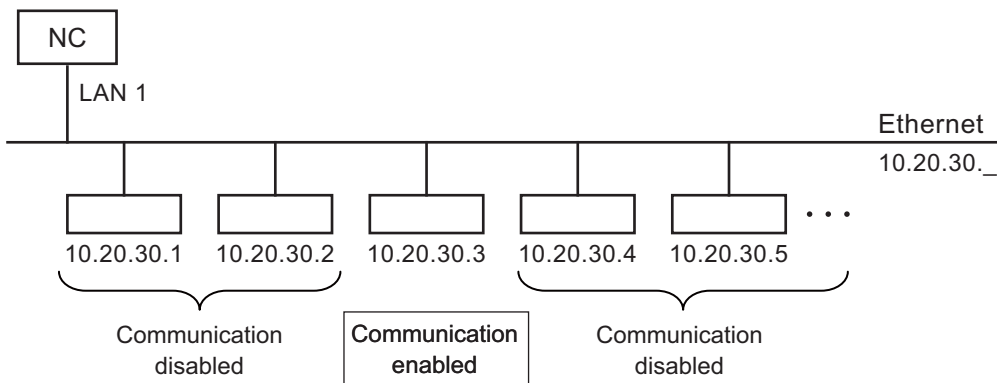 NC
LAN 1
Ethernet
10.20.30._
10.20.30.1
10.20.30.2
10.20.30.3
10.20.30.4
10.20.30.5
...
Communication
disabled
Communication
enabled
Communication
disabled